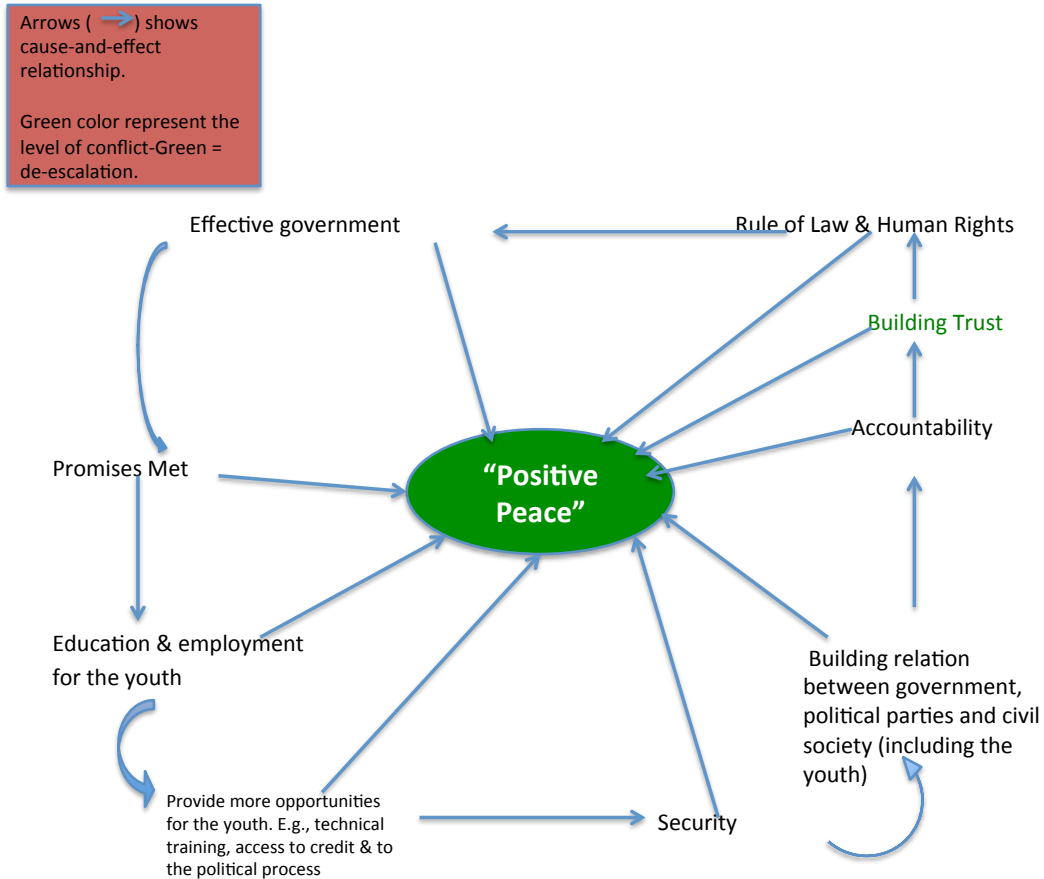 Arrows ( ) shows
cause-and-effect
relationship.
Green color represent the
level of conflict-Green =
de-escalation.
Effective government
Rule of Law & Human Rights
Building Trust
Accountability
Promises Met
“Positive
Peace”
Education & employment
for the youth
Building relation
between government,
political parties and civil
society (including the
youth)
Provide more opportunities
for the youth. E.g., technical
training, access to credit & to
the political process
Security